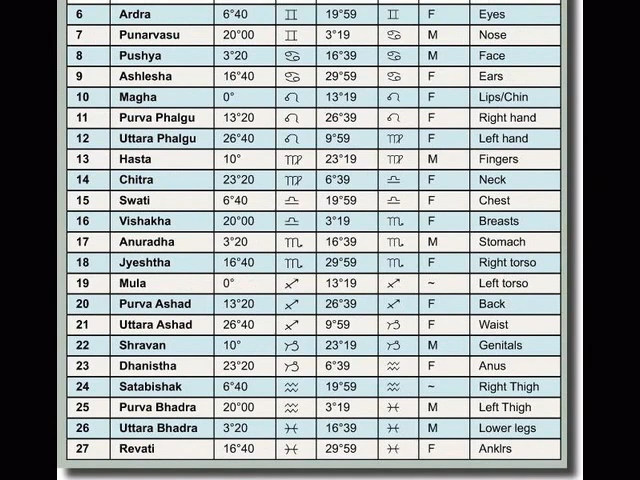 6 Ardra 6°40 ♊ 19°59 ♊ F Eyes
7 Punarvasu 20°00 ♊ 3°19 ♋ M Nose
8 Pushya 3°20 ♋ 16°39 ♋ M Face
9 Ashlesha 16°40 ♋ 29°59 ♋ F Ears
10 Magha 0° ♌ 13°19 ♌ F Lips/Chin
11 Purva Phalgu 13°20 ♌ 26°39 ♌ F Right hand
12 Uttara Phalgu 26°40 ♌ 9°59 ♍ F Left hand
13 Hasta 10° ♍ 23°19 ♍ M Fingers
14 Chitra 23°20 ♍ 6°39 ♎ F Neck
15 Swati 6°40 ♎ 19°59 ♎ F Chest
16 Vishakha 20°00 ♎ 3°19 ♏ F Breasts
17 Anuradha 3°20 ♏ 16°39 ♏ M Stomach
18 Jyeshtha 16°40 ♏ 29°59 ♏ F Right torso
19 Mula 0° ♐ 13°19 ♐ ~ Left torso
20 Purva Ashad 13°20 ♐ 26°39 ♐ F Back
21 Uttara Ashad 26°40 ♐ 9°59 ♑ F Waist
22 Shravan 10° ♑ 23°19 ♑ M Genitals
23 Dhanistha 23°20 ♑ 6°39 ♒ F Anus
24 Satabishak 6°40 ♒ 19°59 ♒ ~ Right Thigh
25 Purva Bhadra 20°00 ♒ 3°19 ♓ M Left Thigh
26 Uttara Bhadra 3°20 ♓ 16°39 ♓ M Lower legs
27 Revati 16°40 ♓ 29°59 ♓ F Anklrs